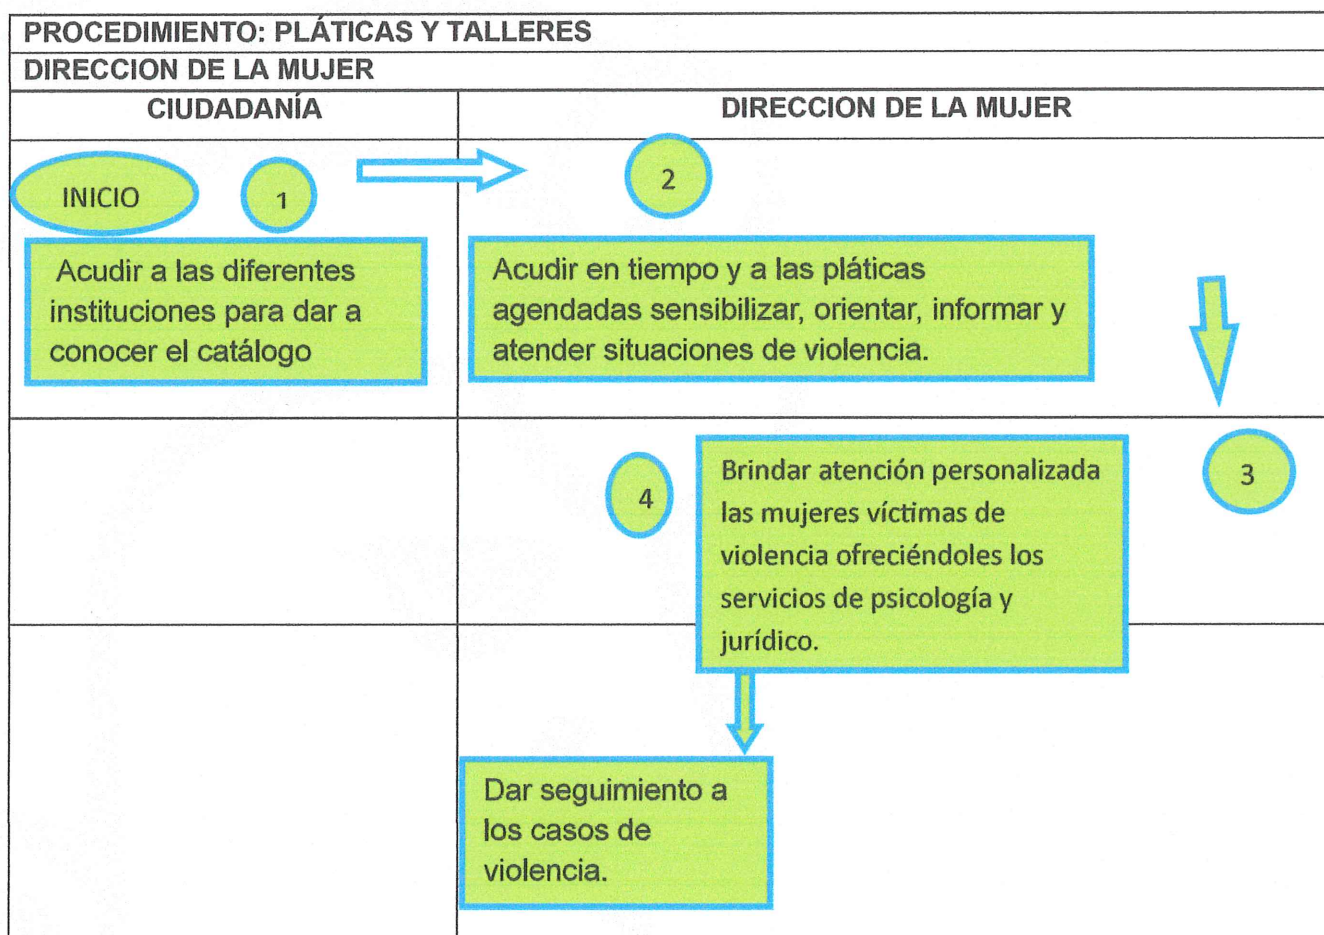 PROCEDIMIENTO: PLÁTICAS Y TALLERES
DIRECCION DE LA MUJER
CIUDADANÍA
DIRECCION DE LA MUJER
INICIO
1
2
Acudir a las diferentes
instituciones para dar a
conocer el catálogo
Acudir en tiempo y a las pláticas
agendadas sensibilizar, orientar, informar y
atender situaciones de violencia.
3
4
Brindar atención personalizada
las mujeres víctimas de
violencia ofreciéndoles los
servicios de psicología y
jurídico.
Dar seguimiento a
los casos de
violencia.